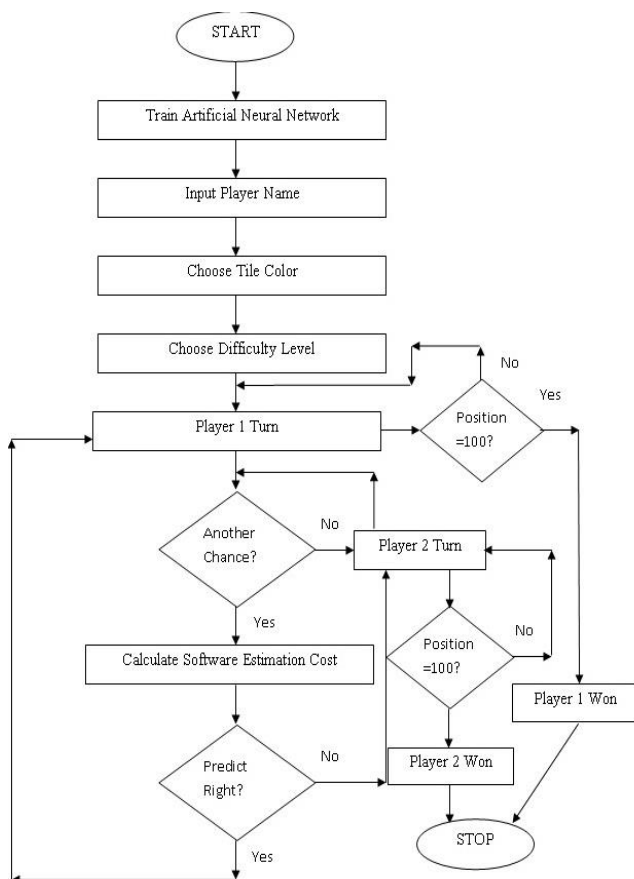 START
Train Artificial Neural Network
Input Player Name
Choose Tile Color
Choose Difficulty Level
No
Yes
Player 1 Turn
Position
=100?
Another
Chance?
No
Player 2 Turn
Yes
Position
=100?
No
Calculate Software Estimation Cost
Player 1 Won
Predict
Right?
No
Player 2 Won
Yes
STOP